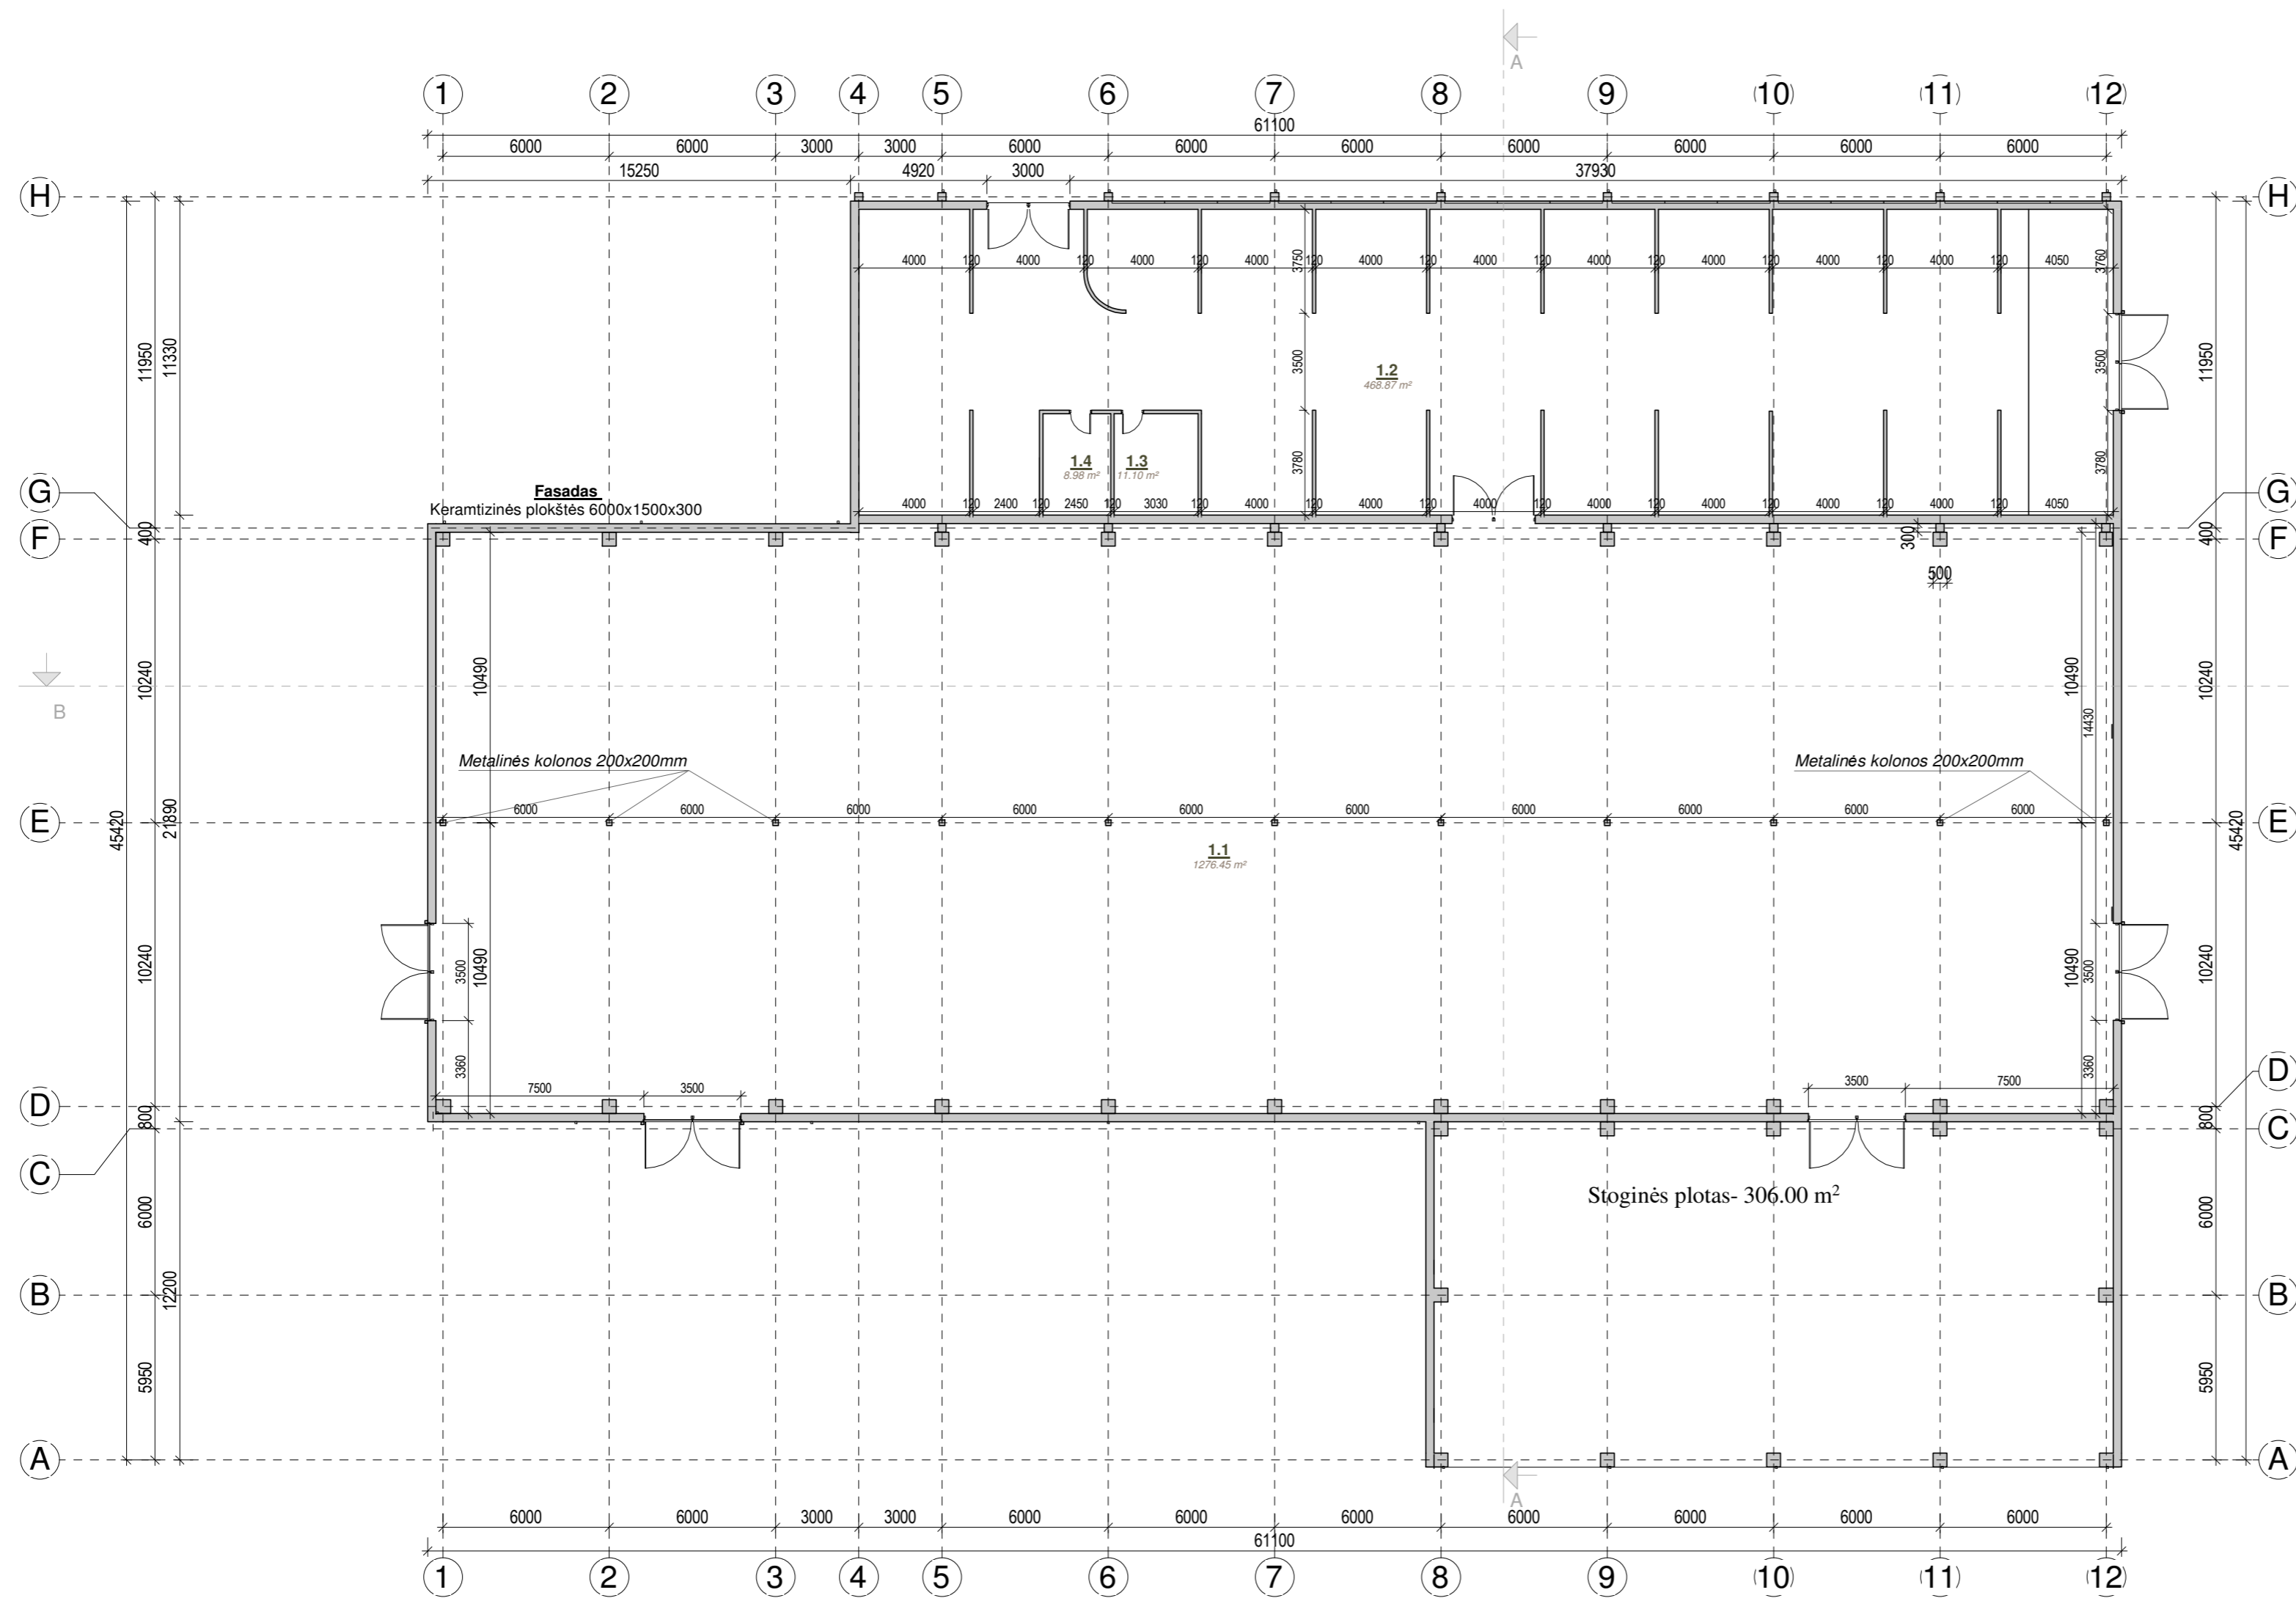 A
1 2 3 4 5 6 7 8 9 10 11 12
61100
6000 6000 3000 3000 6000 6000 6000 6000 6000 6000 6000
15250 4920 3000 37930
H H
4000 120 4000 120 4000 120 4000 120 4000 120 4000 120 4000 120 4000 120 4000 120 4000 120 4050
3750 3760
11950 11330 3500 3500 11950
1.2
468.87 m²
1.4 1.3
8.98 m² 11.10 m²
3780 3780
G G
Fasadas
Keramtizinės plokštės 6000x1500x300
4000 120 2400 120 2450 120 3030 120 4000 120 4000 120 4000 120 4000 120 4000 120 4000 120 4000 120 4050
F 400 300 400 F
500
10240 10490 10490 10240
B
14430
Metalinės kolonos 200x200mm Metalinės kolonos 200x200mm
6000 6000 6000 6000 6000 6000 6000 6000 6000 6000
E 45420 21890 45420 E
1.1
1276.45 m²
10240 3500 10490 10490 3500 10240
3360 3360
7500 3500 3500 7500
D D
800 800
C C
Stoginės plotas- 306.00 m²
6000 6000
B 12200 B
5950 5950
A A
A
6000 6000 3000 3000 6000 6000 6000 6000 6000 6000 6000
61100
1 2 3 4 5 6 7 8 9 10 11 12